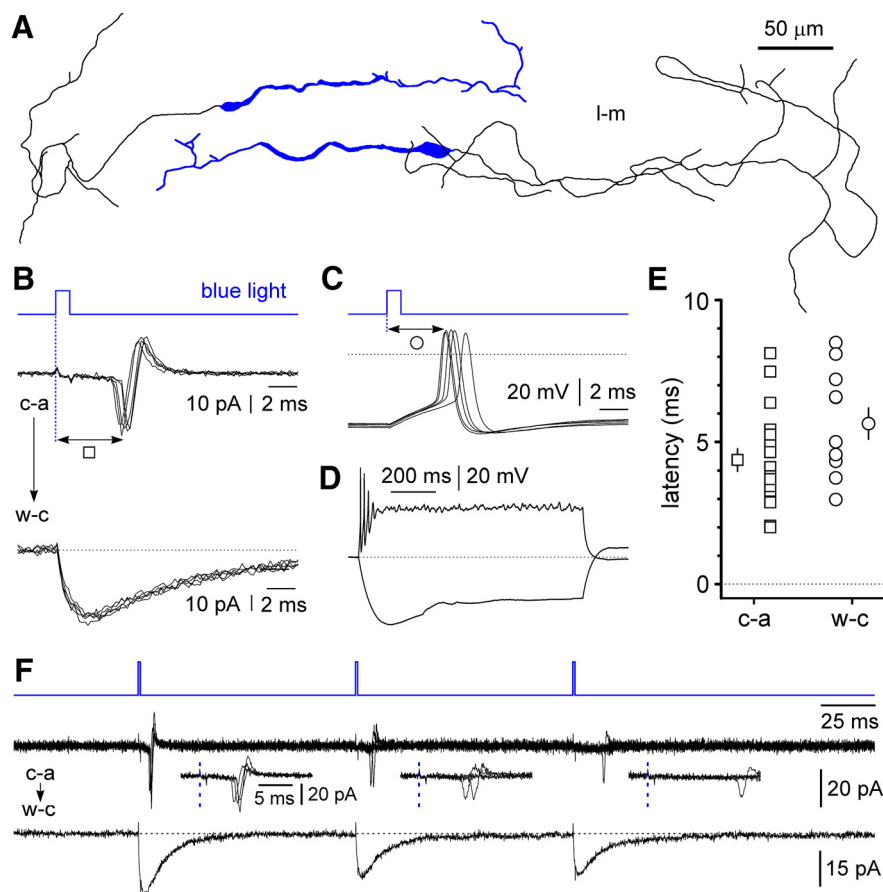 A
50 μm
l-m
B
blue light
c-a
10 pA | 2 ms
w-c
10 pA | 2 ms
C
20 mV | 2 ms
D
200 ms | 20 mV
E
10
5
0
latency (ms)
c-a
w-c
F
25 ms
c-a
w-c
5 ms | 20 pA
20 pA
15 pA